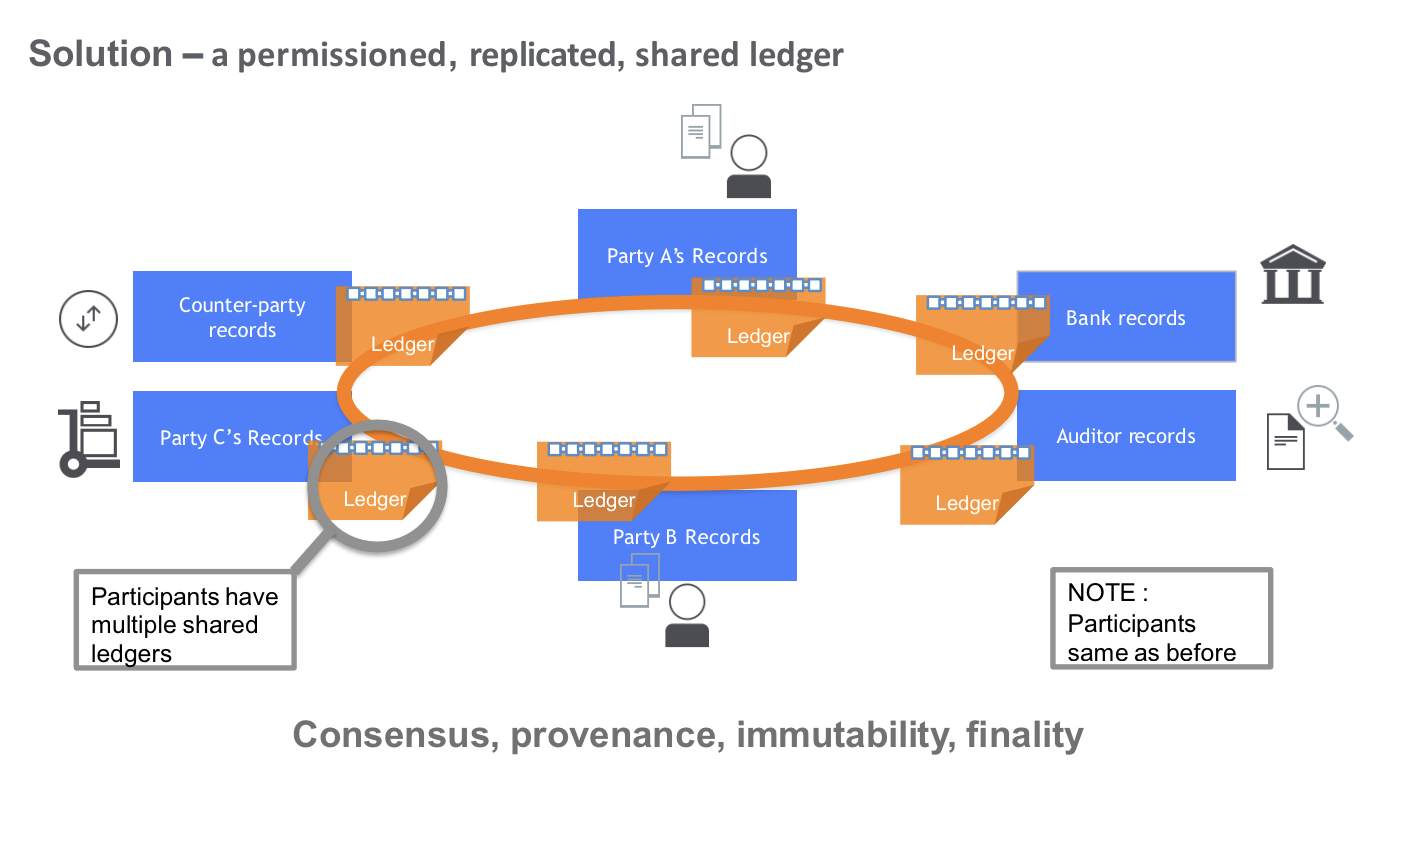 Solution – a permissioned, replicated, shared ledger
Party A's Records
Counter-party
records
Bank records
Ledger
Ledger
Ledger
Party C's Records
Auditor records
Ledger
Ledger
Ledger
Party B Records
Participants have
multiple shared
ledgers
NOTE :
Participants
same as before
Consensus, provenance, immutability, finality